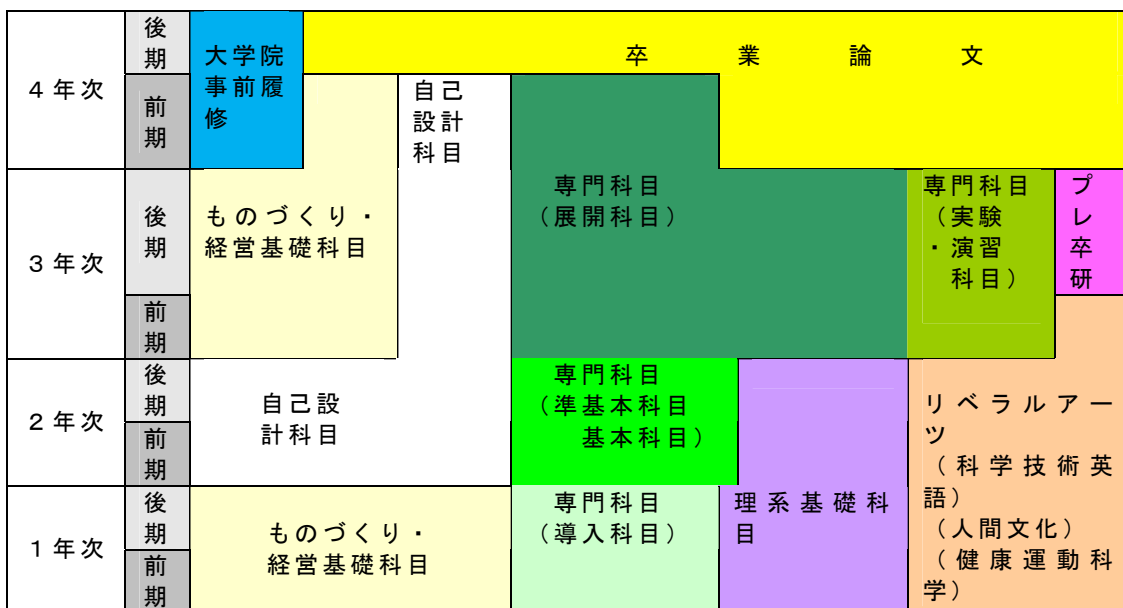 4年次
後期
前期
大学院
事前履
修
卒業論文
自己
設計
科目
3年次
後期
前期
ものづくり・
経営基礎科目
専門科目
(展開科目)
専門科目
(実験
・演習
科目)
プレ卒研
2年次
後期
前期
自己設
計科目
専門科目
(準基本科目
基本科目)
リベラルアー
ツ
(科学技術英
語)
(人間文化)
(健康運動科
学)
1年次
後期
前期
ものづくり・
経営基礎科目
専門科目
(導入科目)
理系基礎科
目